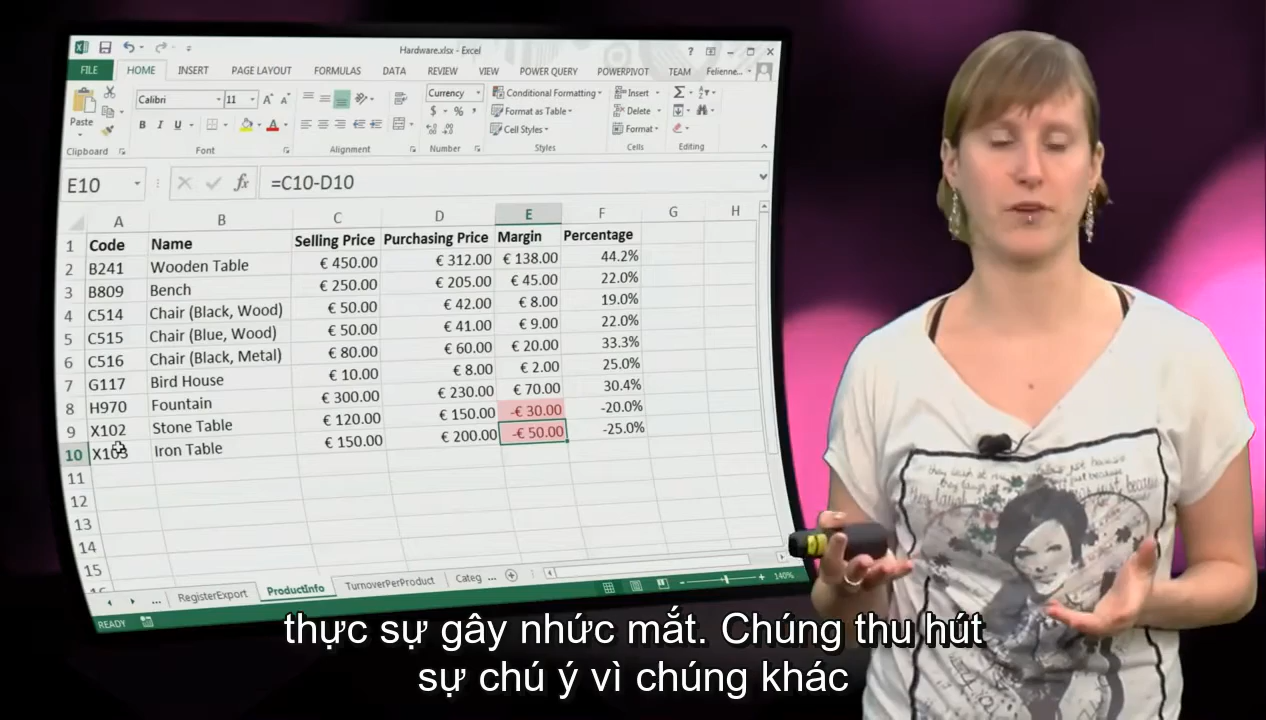 Hardware.xlsx - Excel
FILE HOME INSERT PAGE LAYOUT FORMULAS DATA REVIEW VIEW POWER QUERY POWERPIVOT TEAM Felienne...
Calibri 11 Currency Conditional Formatting Insert
Paste Format as Table Delete
B I U Cell Styles Format
Clipboard Font Alignment Number Styles Cells Editing
E10 fx =C10-D10
A B C D E F G H
1 Code Name Selling Price Purchasing Price Margin Percentage
2 B241 Wooden Table € 450.00 € 312.00 € 138.00 44.2%
3 B809 Bench € 250.00 € 205.00 € 45.00 22.0%
4 C514 Chair (Black, Wood) € 50.00 € 42.00 € 8.00 19.0%
5 C515 Chair (Blue, Wood) € 50.00 € 41.00 € 9.00 22.0%
6 C516 Chair (Black, Metal) € 80.00 € 60.00 € 20.00 33.3%
7 G117 Bird House € 10.00 € 8.00 € 2.00 25.0%
8 H970 Fountain € 300.00 € 230.00 € 70.00 30.4%
9 X102 Stone Table € 120.00 € 150.00 -€ 30.00 -20.0%
10 X103 Iron Table € 150.00 € 200.00 -€ 50.00 -25.0%
11
12
13
14
15
... RegisterExport ProductInfo TurnoverPerProduct Categ ...
READY 140%
thực sự gây nhức mắt. Chúng thu hút
sự chú ý vì chúng khác